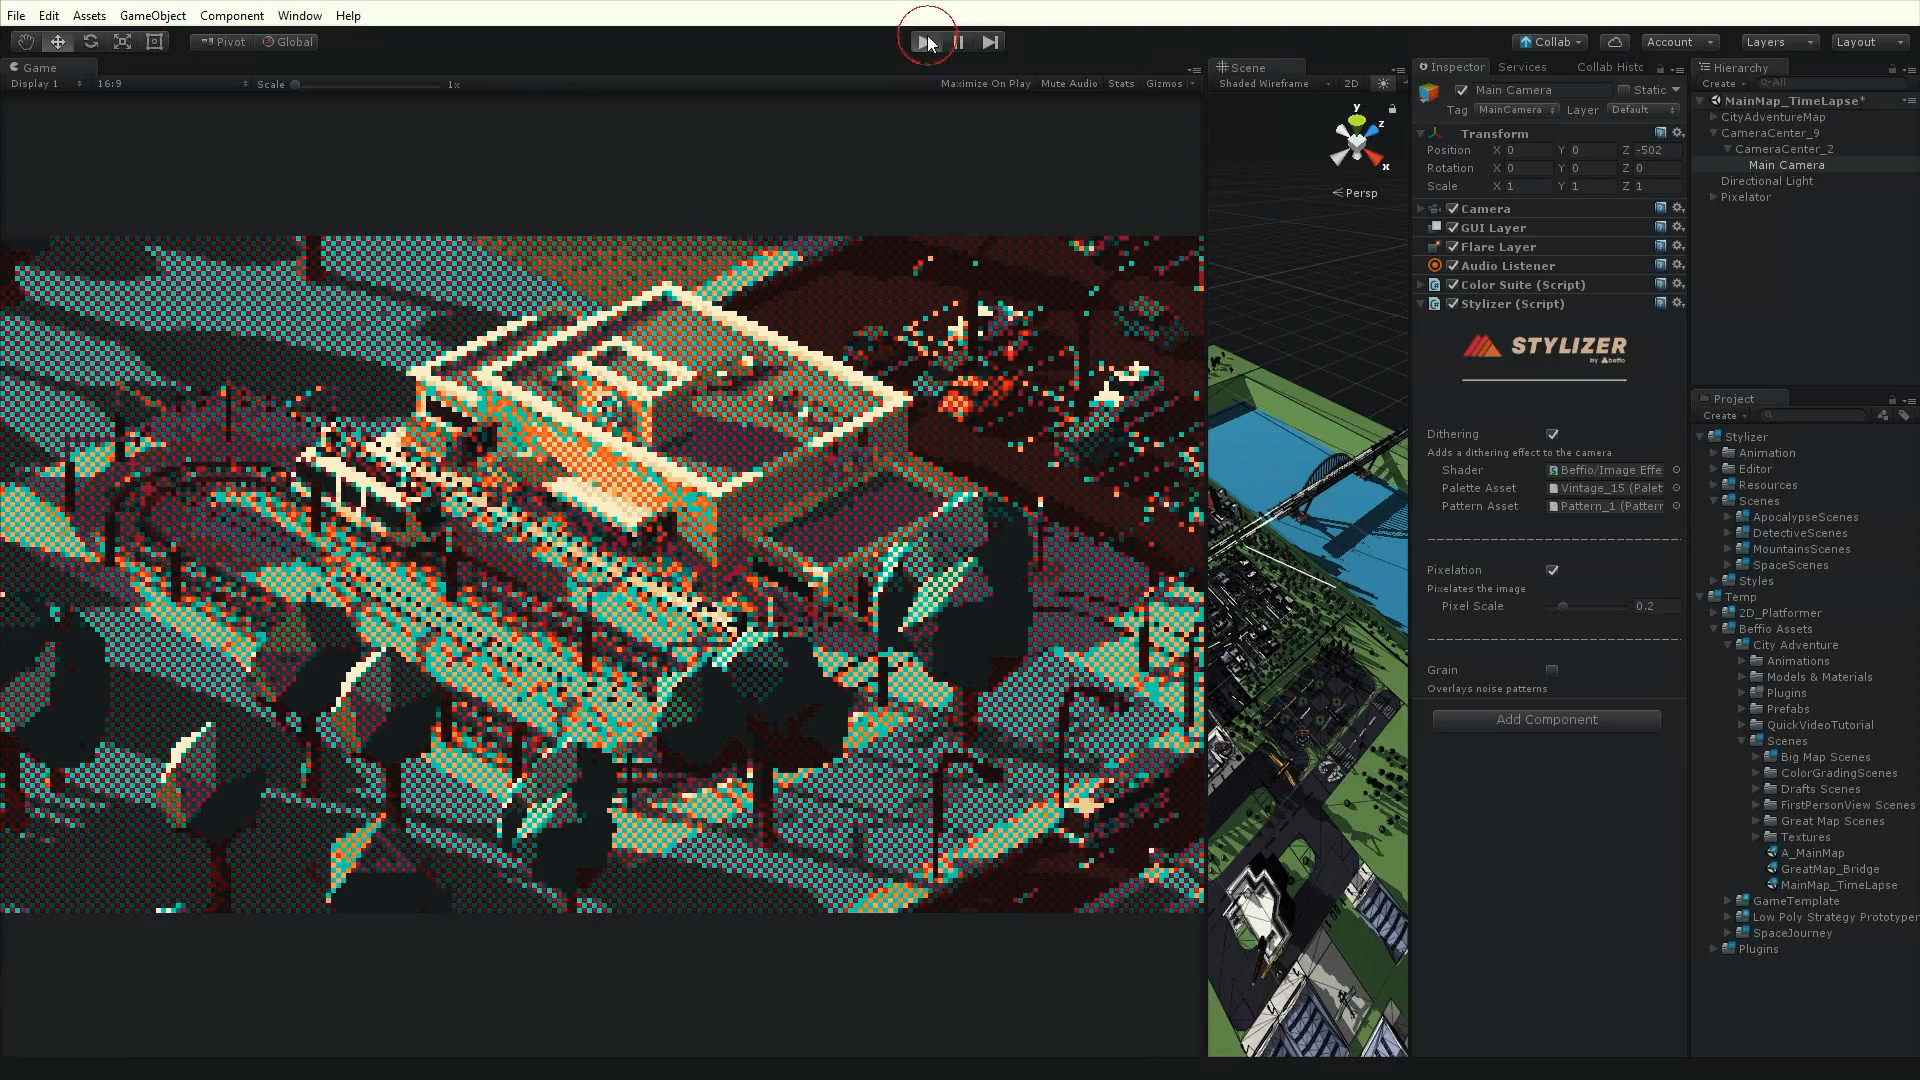 File Edit Assets GameObject Component Window Help
Pivot Global
Collab Account Layers Layout
Game
Display 1 16:9 Scale 1x Maximize On Play Mute Audio Stats Gizmos
Scene
Shaded Wireframe 2D
y
z
x
Persp
Inspector Services Collab Histo
Main Camera Static
Tag MainCamera Layer Default
Transform
Position X 0 Y 0 Z -502
Rotation X 0 Y 0 Z 0
Scale X 1 Y 1 Z 1
Camera
GUI Layer
Flare Layer
Audio Listener
Color Suite (Script)
Stylizer (Script)
STYLIZER
by beffio
Dithering
Adds a dithering effect to the camera
Shader Beffio/Image Effe
Palette Asset Vintage_15 (Palet
Pattern Asset Pattern_1 (Pattern
Pixelation
Pixelates the image
Pixel Scale 0.2
Grain
Overlays noise patterns
Add Component
Hierarchy
Create All
MainMap_TimeLapse*
CityAdventureMap
CameraCenter_9
CameraCenter_2
Main Camera
Directional Light
Pixelator
Project
Create
Stylizer
Animation
Editor
Resources
Scenes
ApocalypseScenes
DetectiveScenes
MountainsScenes
SpaceScenes
Styles
Temp
2D_Platformer
Beffio Assets
City Adventure
Animations
Models & Materials
Plugins
Prefabs
QuickVideoTutorial
Scenes
Big Map Scenes
ColorGradingScenes
Drafts Scenes
FirstPersonView Scenes
Great Map Scenes
Textures
A_MainMap
GreatMap_Bridge
MainMap_TimeLapse
GameTemplate
Low Poly Strategy Prototyper
SpaceJourney
Plugins